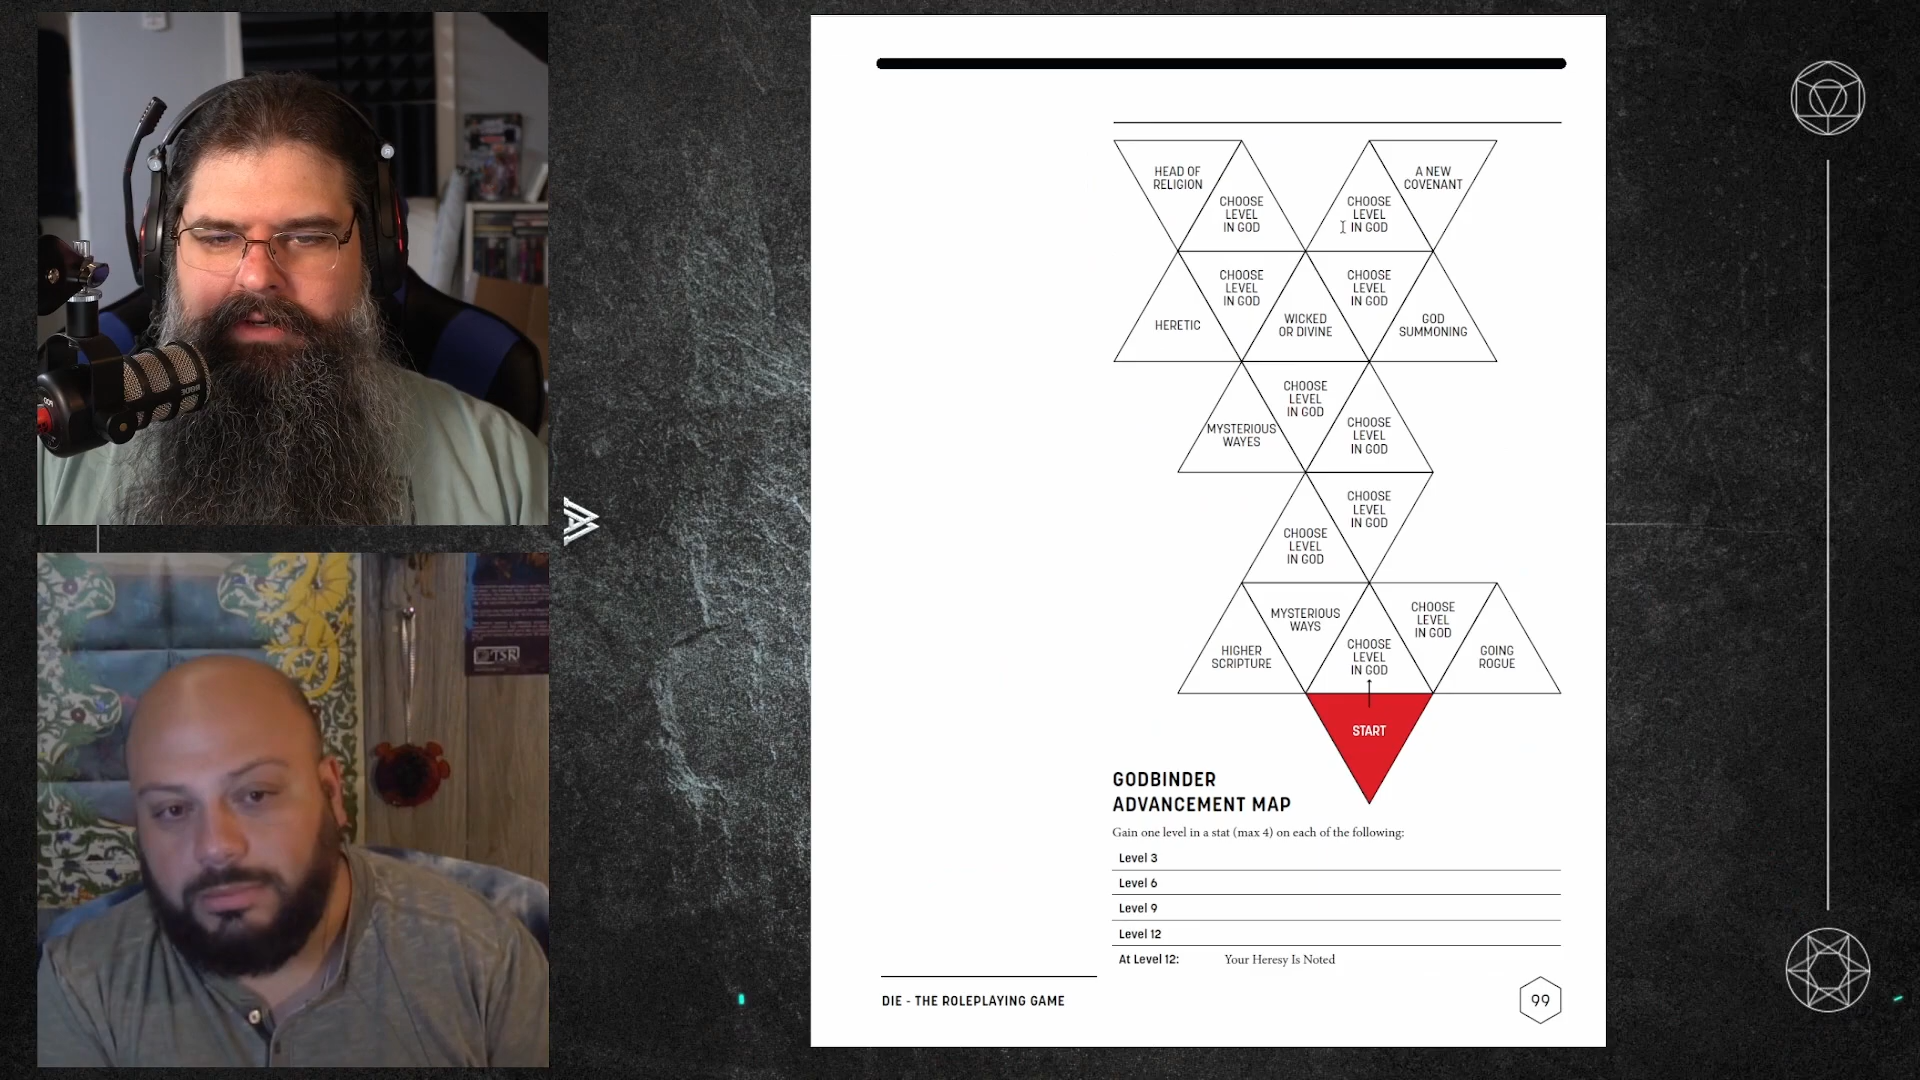 HEAD OF
RELIGION
CHOOSE
LEVEL
IN GOD
CHOOSE
LEVEL
IN GOD
A NEW
COVENANT
HERETIC
CHOOSE
LEVEL
IN GOD
WICKED
OR DIVINE
CHOOSE
LEVEL
IN GOD
GOD
SUMMONING
MYSTERIOUS
WAYES
CHOOSE
LEVEL
IN GOD
CHOOSE
LEVEL
IN GOD
CHOOSE
LEVEL
IN GOD
CHOOSE
LEVEL
IN GOD
HIGHER
SCRIPTURE
MYSTERIOUS
WAYS
CHOOSE
LEVEL
IN GOD
CHOOSE
LEVEL
IN GOD
GOING
ROGUE
START
GODBINDER
ADVANCEMENT MAP
Gain one level in a stat (max 4) on each of the following:
Level 3
Level 6
Level 9
Level 12
At Level 12: Your Heresy Is Noted
DIE - THE ROLEPLAYING GAME
99
TSR
RODE